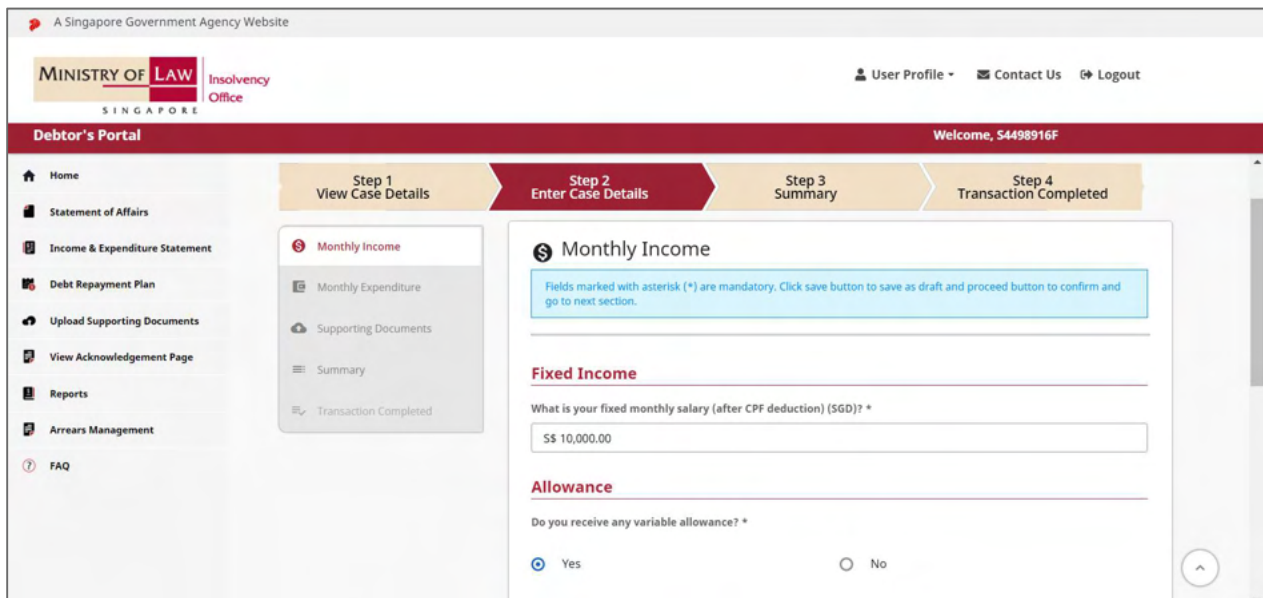 A Singapore Government Agency Website
MINISTRY OF LAW
SINGAPORE
Insolvency
Office
User Profile
Contact Us
Logout
Debtor's Portal
Welcome, S4498916F
Home
Statement of Affairs
Income & Expenditure Statement
Debt Repayment Plan
Upload Supporting Documents
View Acknowledgement Page
Reports
Arrears Management
FAQ
Step 1
View Case Details
Step 2
Enter Case Details
Step 3
Summary
Step 4
Transaction Completed
Monthly Income
Monthly Expenditure
Supporting Documents
Summary
Transaction Completed
Monthly Income
Fields marked with asterisk (*) are mandatory. Click save button to save as draft and proceed button to confirm and
go to next section.
Fixed Income
What is your fixed monthly salary (after CPF deduction) (SGD)? *
S$ 10,000.00
Allowance
Do you receive any variable allowance? *
Yes
No